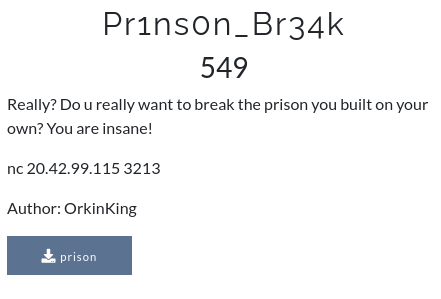 Pr1ns0n_Br34k
549
Really? Do u really want to break the prison you built on your
own? You are insane!
nc 20.42.99.115 3213
Author: OrkinKing
prison